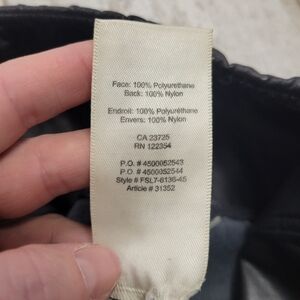 Face: 100% Polyurethane
Back: 100% Nylon
Endroit: 100% Polyuréthane
Envers: 100% Nylon
CA 23725
RN 122354
P.O. # 4500052543
P.O. # 4500052544
Style # FSL7-6136-45
Article # 31352